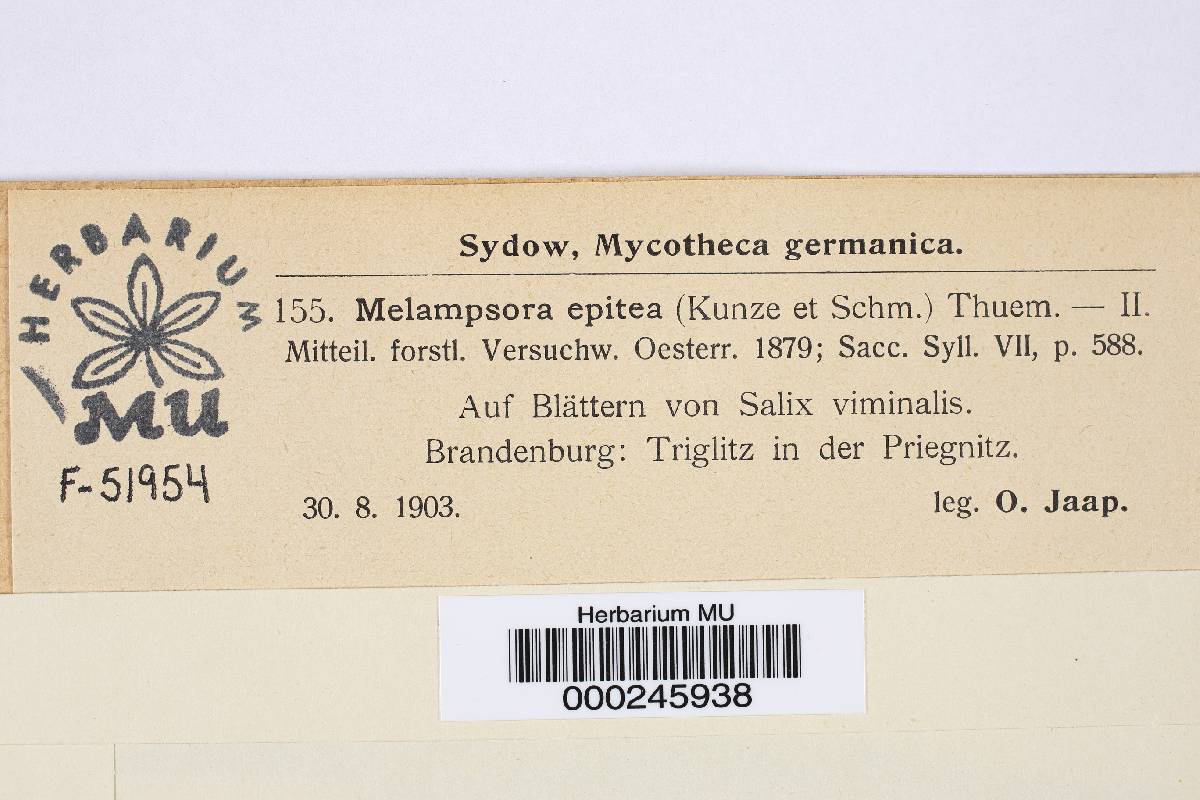 HERBARIUM
MU
F-51954
Sydow, Mycotheca germanica.
155. Melampsora epitea (Kunze et Schm.) Thuem. — II.
Mitteil. forstl. Versuchw. Oesterr. 1879; Sacc. Syll. VII, p. 588.
Auf Blättern von Salix viminalis.
Brandenburg: Triglitz in der Priegnitz.
30. 8. 1903. leg. O. Jaap.
Herbarium MU
000245938